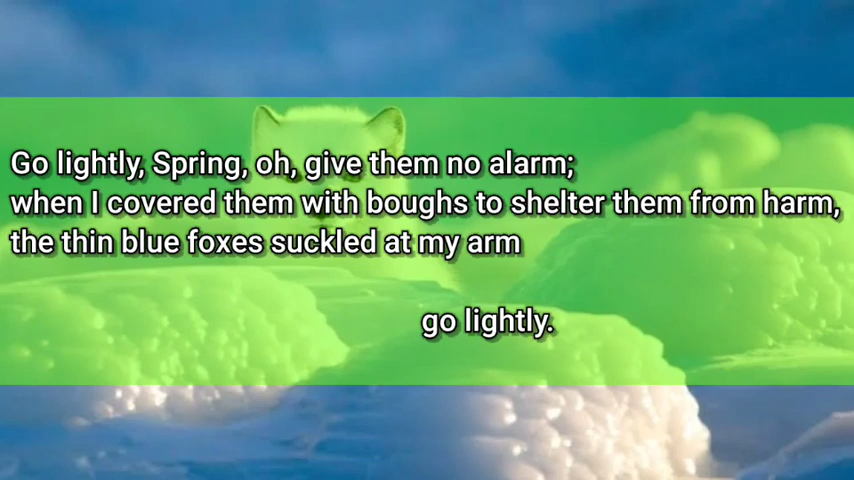 Go lightly, Spring, oh, give them no alarm;
when I covered them with boughs to shelter them from harm,
the thin blue foxes suckled at my arm
go lightly.